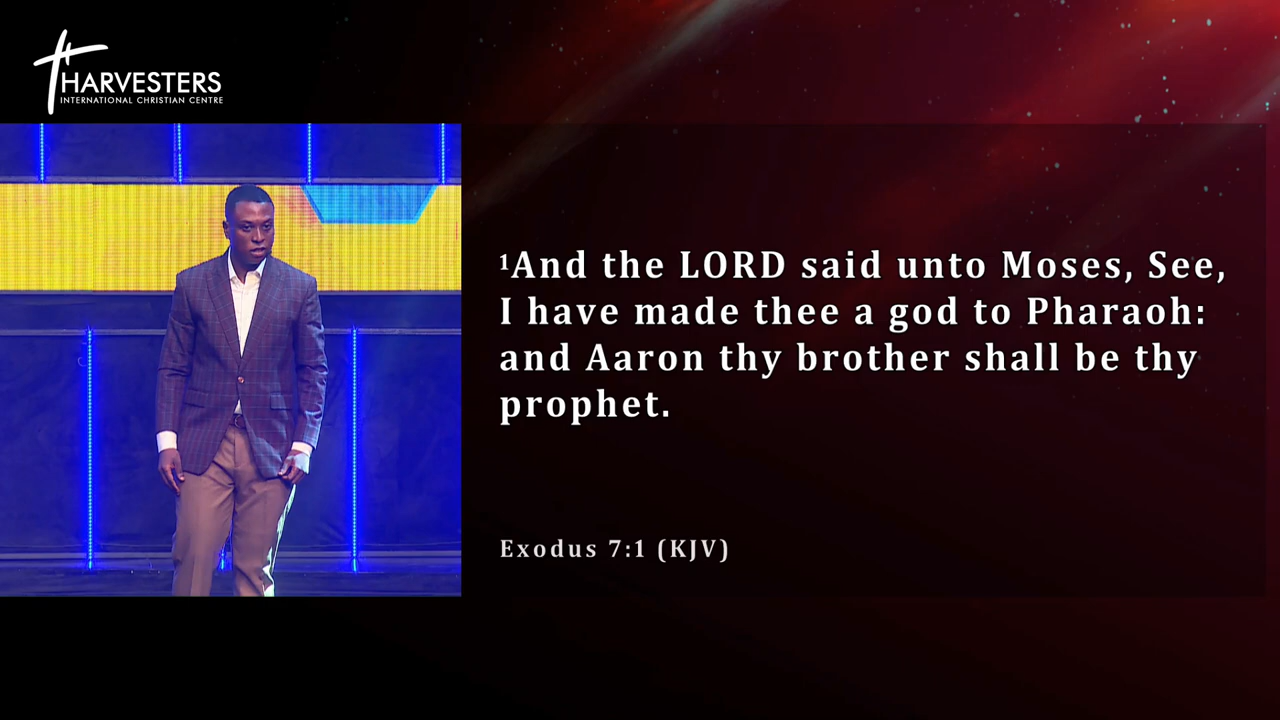 HARVESTERS
INTERNATIONAL CHRISTIAN CENTRE
¹And the LORD said unto Moses, See,
I have made thee a god to Pharaoh:
and Aaron thy brother shall be thy
prophet.
Exodus 7:1 (KJV)